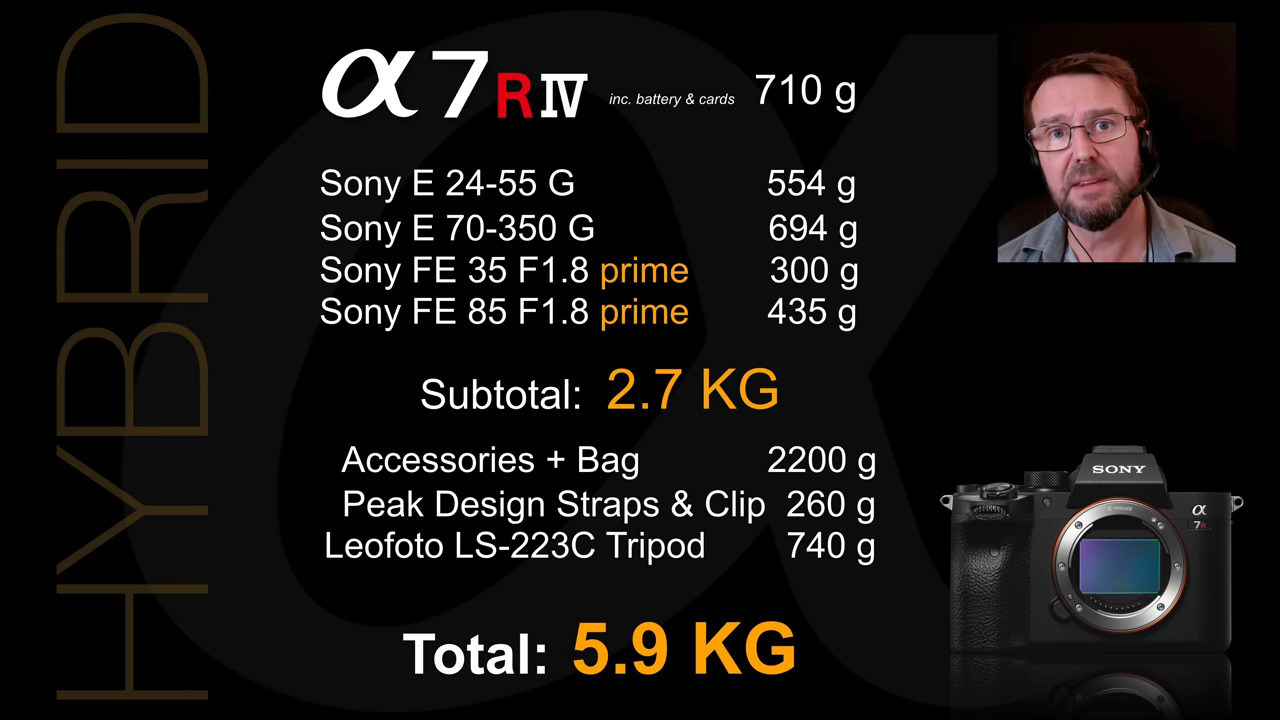 HYBRID
α7RIV inc. battery & cards 710 g
Sony E 24-55 G 554 g
Sony E 70-350 G 694 g
Sony FE 35 F1.8 prime 300 g
Sony FE 85 F1.8 prime 435 g
Subtotal: 2.7 KG
Accessories + Bag 2200 g
Peak Design Straps & Clip 260 g
Leofoto LS-223C Tripod 740 g
Total: 5.9 KG
SONY
E-mount
α
7R